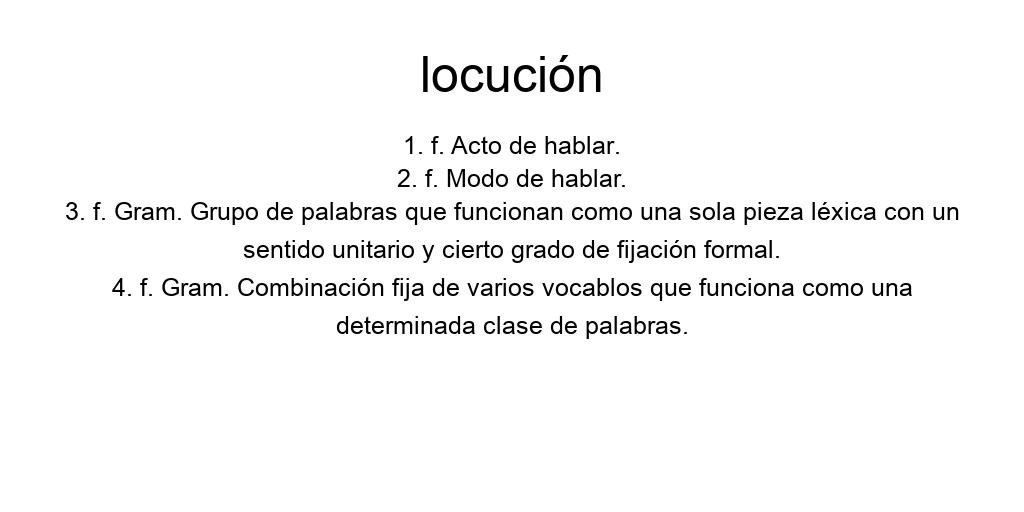 locución
1. f. Acto de hablar.
2. f. Modo de hablar.
3. f. Gram. Grupo de palabras que funcionan como una sola pieza léxica con un
sentido unitario y cierto grado de fijación formal.
4. f. Gram. Combinación fija de varios vocablos que funciona como una
determinada clase de palabras.